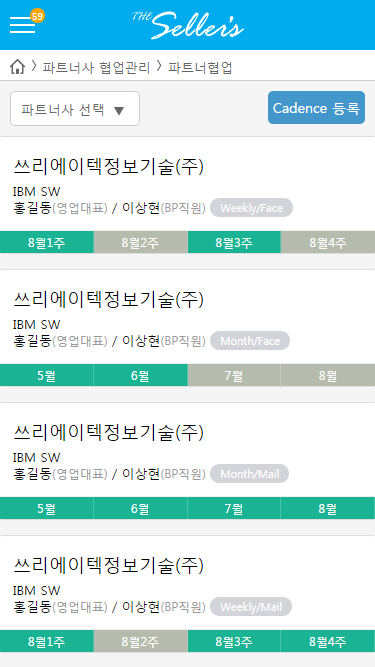 59
THE Seller's
파트너사 협업관리 > 파트너협업
파트너사 선택 ▼
Cadence 등록
쓰리에이텍정보기술(주)
IBM SW
홍길동(영업대표) / 이상현(BP직원) Weekly/Face
8월1주 8월2주 8월3주 8월4주
쓰리에이텍정보기술(주)
IBM SW
홍길동(영업대표) / 이상현(BP직원) Month/Face
5월 6월 7월 8월
쓰리에이텍정보기술(주)
IBM SW
홍길동(영업대표) / 이상현(BP직원) Month/Mail
5월 6월 7월 8월
쓰리에이텍정보기술(주)
IBM SW
홍길동(영업대표) / 이상현(BP직원) Weekly/Mail
8월1주 8월2주 8월3주 8월4주